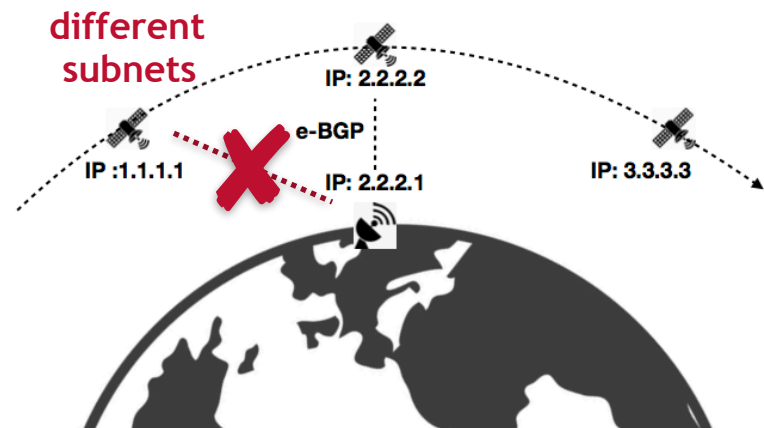 different
subnets
IP: 2.2.2.2
e-BGP
IP :1.1.1.1
IP: 2.2.2.1
IP: 3.3.3.3